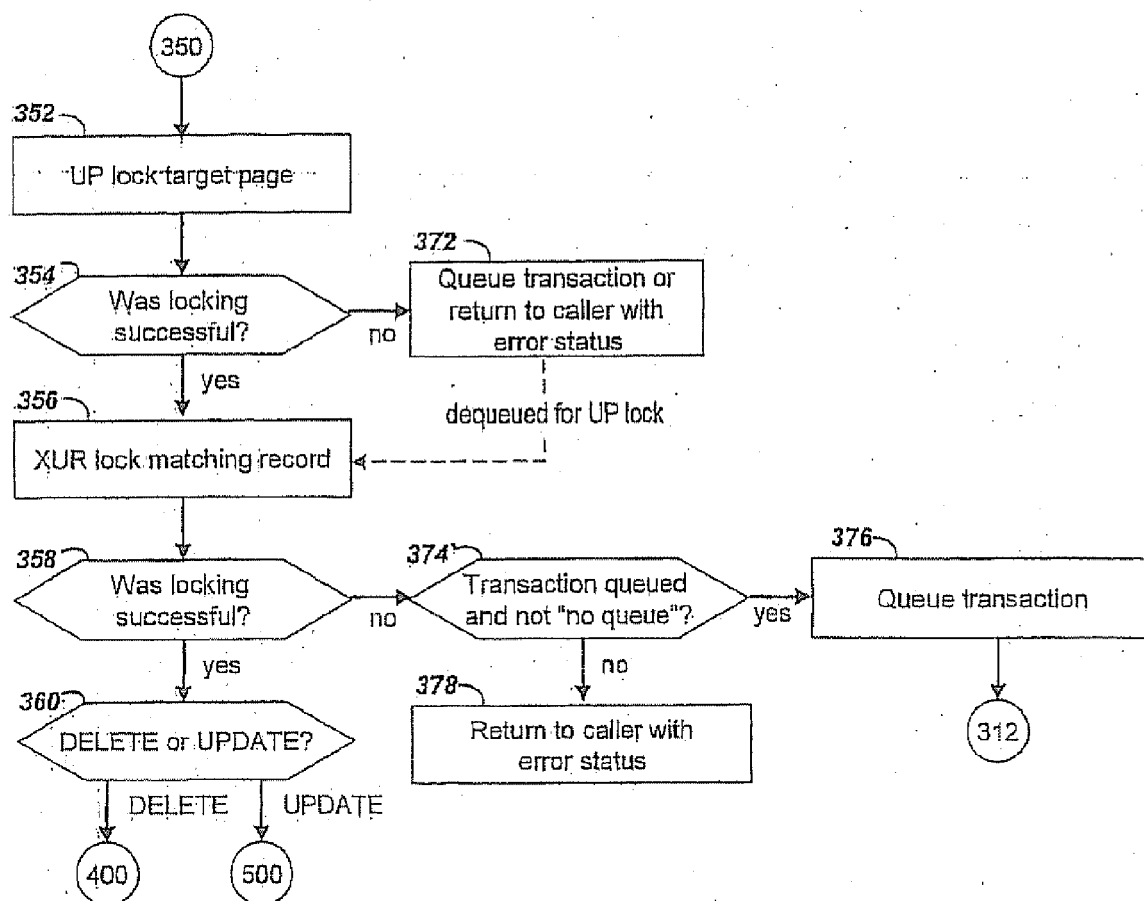 350
352
UP lock target page
354
Was locking
successful?
no
yes
372
Queue transaction or
return to caller with
error status
dequeued for UP lock
356
XUR lock matching record
358
Was locking
successful?
no
yes
374
Transaction queued
and not "no queue"?
yes
no
376
Queue transaction
312
378
Return to caller with
error status
360
DELETE or UPDATE?
DELETE
UPDATE
400
500